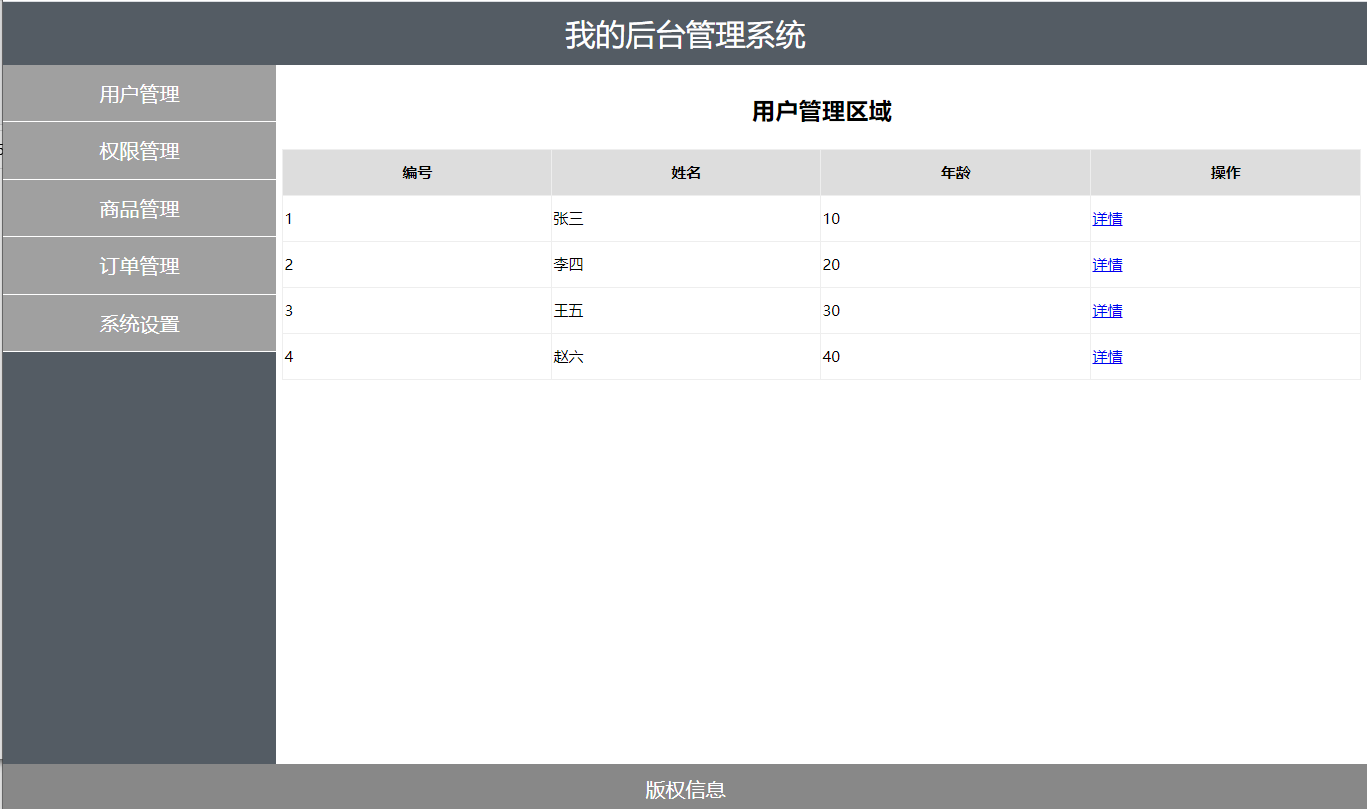 我的后台管理系统
用户管理
权限管理
商品管理
订单管理
系统设置
用户管理区域
编号 姓名 年龄 操作
1 张三 10 详情
2 李四 20 详情
3 王五 30 详情
4 赵六 40 详情
版权信息